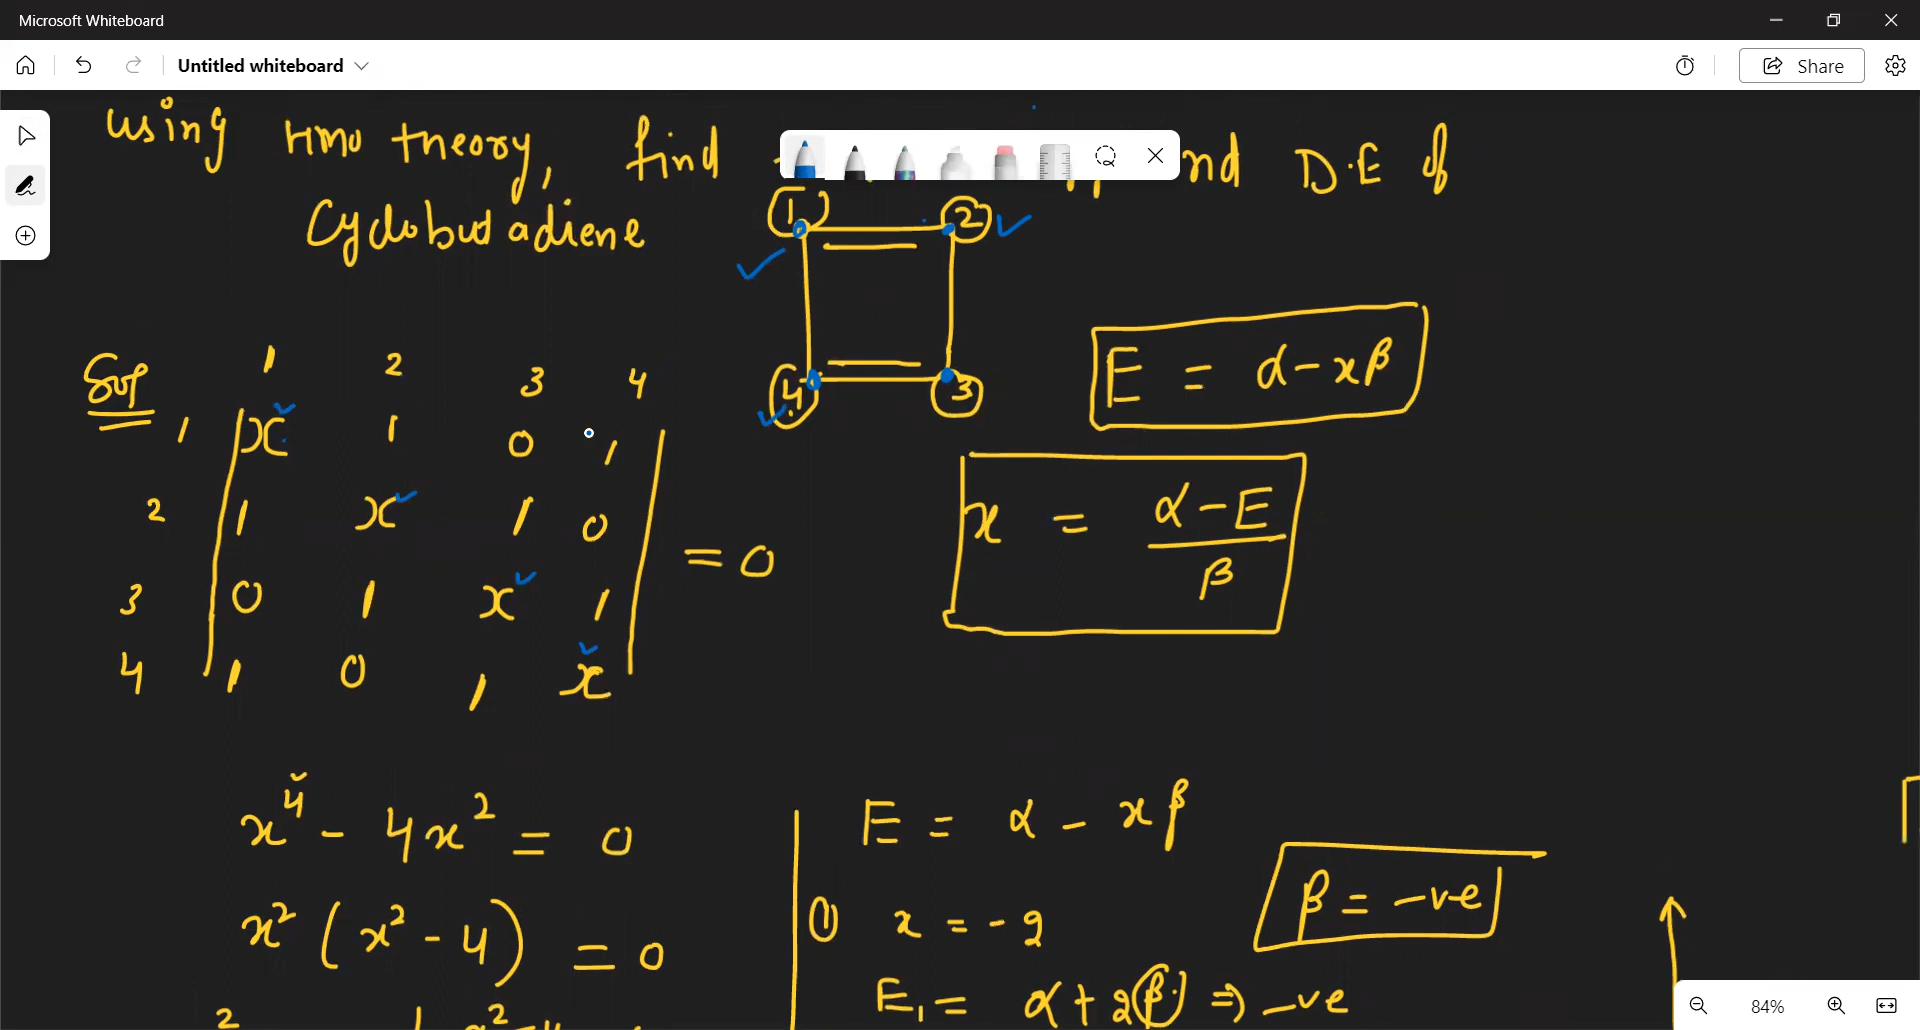 Microsoft Whiteboard
Untitled whiteboard
Share
using HMO theory, find nd D.E of
Cyclobutadiene
1 2
4 3
Sol
1 2 3 4
1 | x 1 0 1 |
2 | 1 x 1 0 |
3 | 0 1 x 1 |
4 | 1 0 1 x |
= 0
E = α - xβ
x = α - E / β
x⁴ - 4x² = 0
x² (x² - 4) = 0
E = α - xβ
① x = - 2
β = -ve
E₁ = α + 2(β) ⇒ -ve
84%